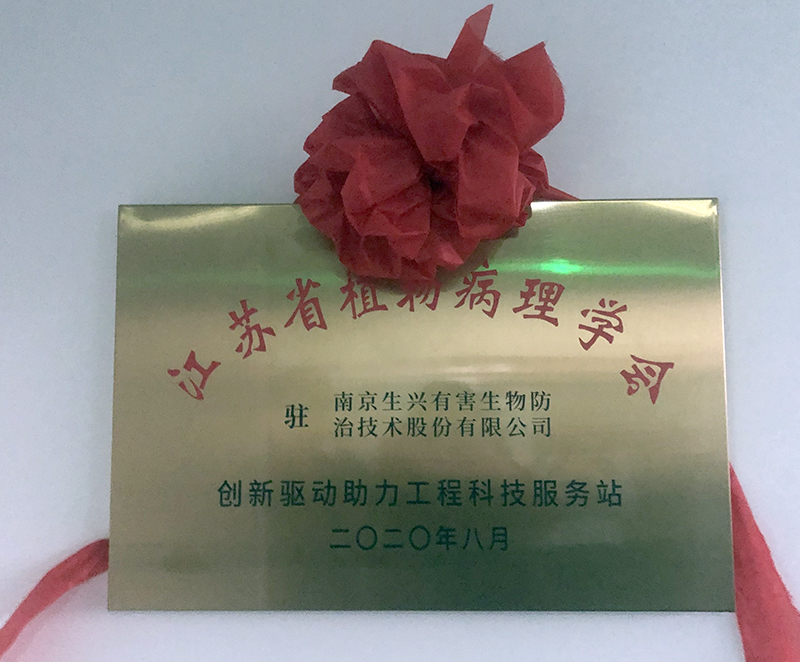 江苏省植物病理学会
驻
南京生兴有害生物防
治技术股份有限公司
创新驱动助力工程科技服务站
二〇二〇年八月